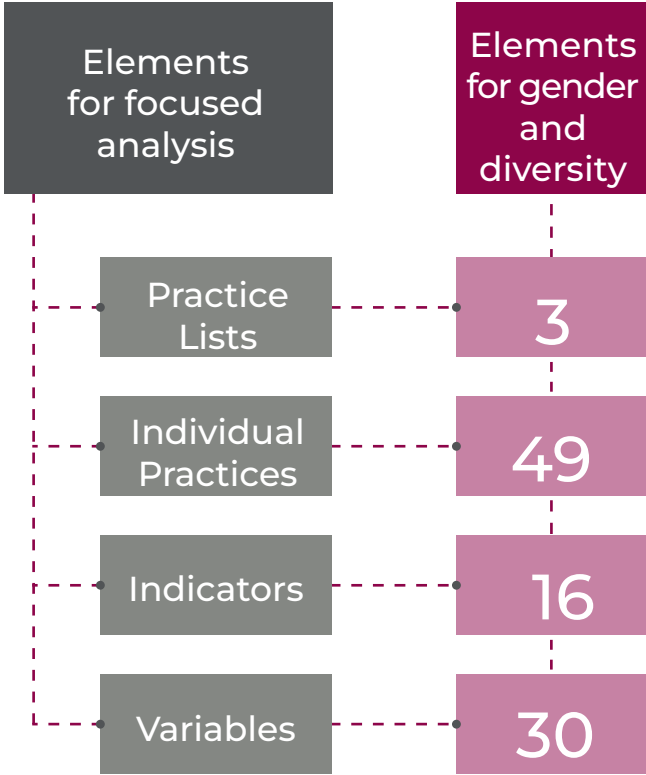 Elements
for focused
analysis
Elements
for gender
and
diversity
Practice
Lists
3
Individual
Practices
49
Indicators
16
Variables
30